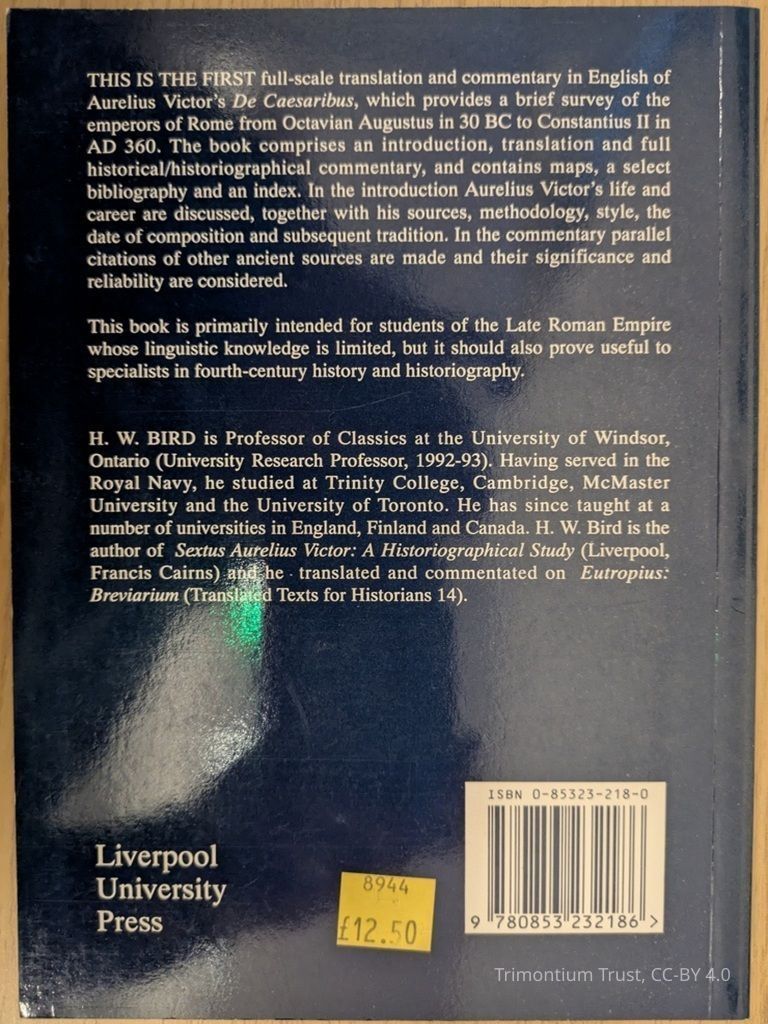 THIS IS THE FIRST full-scale translation and commentary in English of
Aurelius Victor's De Caesaribus, which provides a brief survey of the
emperors of Rome from Octavian Augustus in 30 BC to Constantius II in
AD 360. The book comprises an introduction, translation and full
historical/historiographical commentary, and contains maps, a select
bibliography and an index. In the introduction Aurelius Victor's life and
career are discussed, together with his sources, methodology, style, the
date of composition and subsequent tradition. In the commentary parallel
citations of other ancient sources are made and their significance and
reliability are considered.
This book is primarily intended for students of the Late Roman Empire
whose linguistic knowledge is limited, but it should also prove useful to
specialists in fourth-century history and historiography.
H. W. BIRD is Professor of Classics at the University of Windsor,
Ontario (University Research Professor, 1992-93). Having served in the
Royal Navy, he studied at Trinity College, Cambridge, McMaster
University and the University of Toronto. He has since taught at a
number of universities in England, Finland and Canada. H. W. Bird is the
author of Sextus Aurelius Victor: A Historiographical Study (Liverpool,
Francis Cairns) and he translated and commentated on Eutropius:
Breviarium (Translated Texts for Historians 14).
Liverpool
University
Press
8944
£12.50
ISBN 0-85323-218-0
9 780853 232186 >
Trimontium Trust, CC-BY 4.0